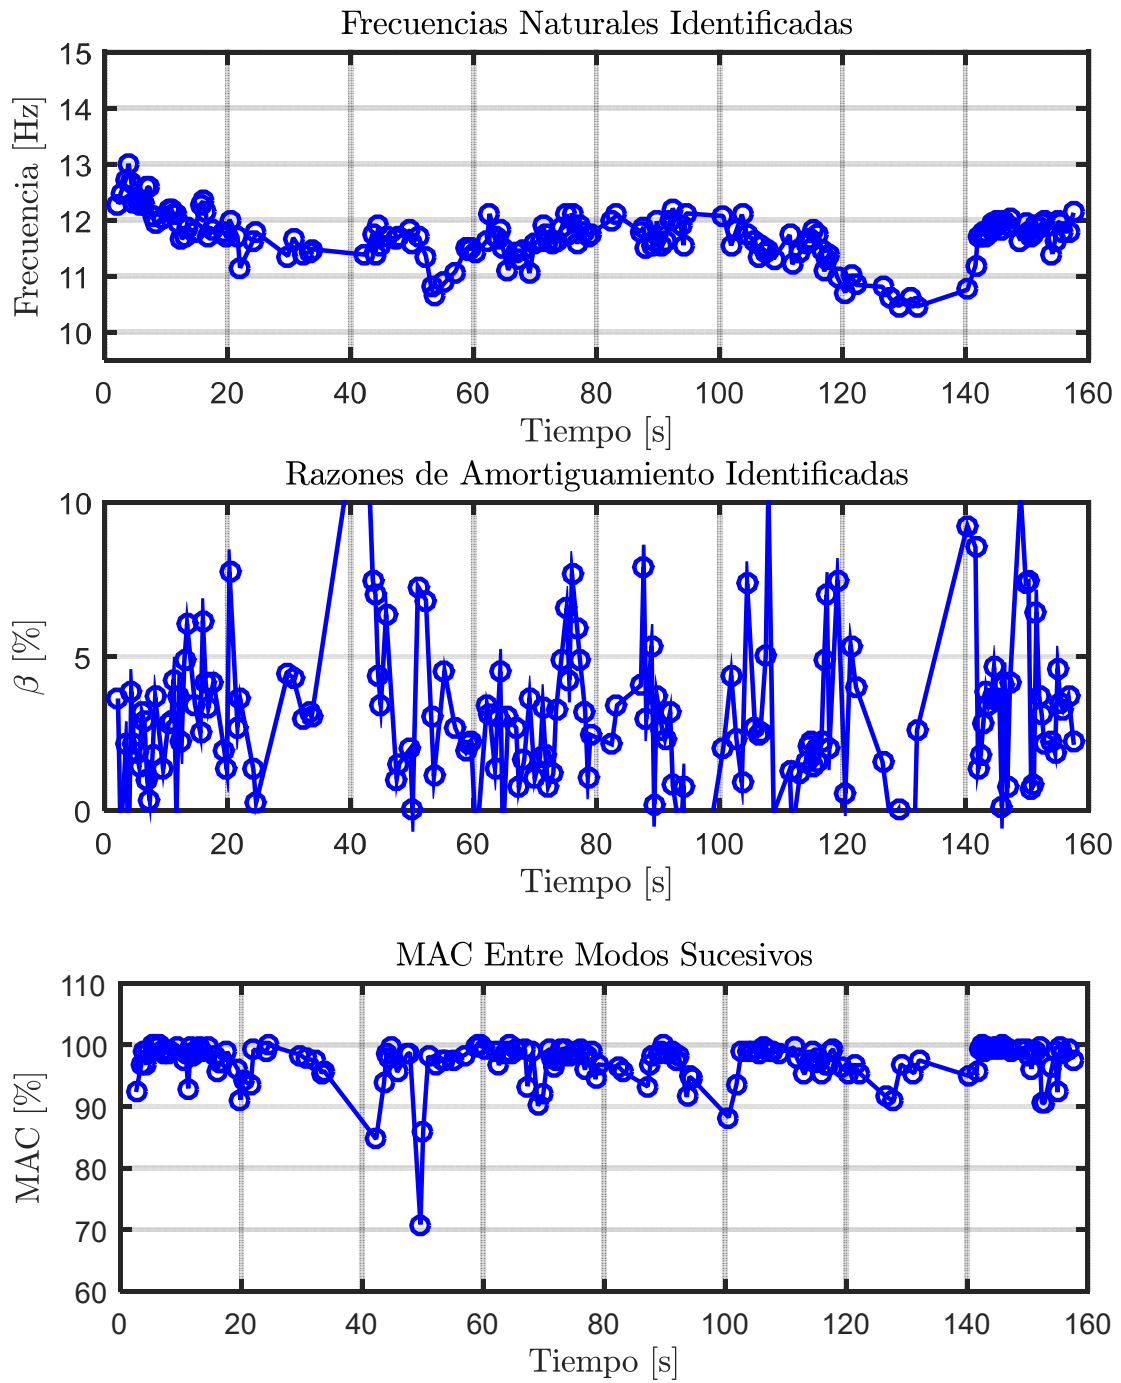 Frecuencias Naturales Identificadas
15
14
13
12
11
10
Frecuencia [Hz]
0 20 40 60 80 100 120 140 160
Tiempo [s]
Razones de Amortiguamiento Identificadas
10
5
0
β [%]
0 20 40 60 80 100 120 140 160
Tiempo [s]
MAC Entre Modos Sucesivos
110
100
90
80
70
60
MAC [%]
0 20 40 60 80 100 120 140 160
Tiempo [s]